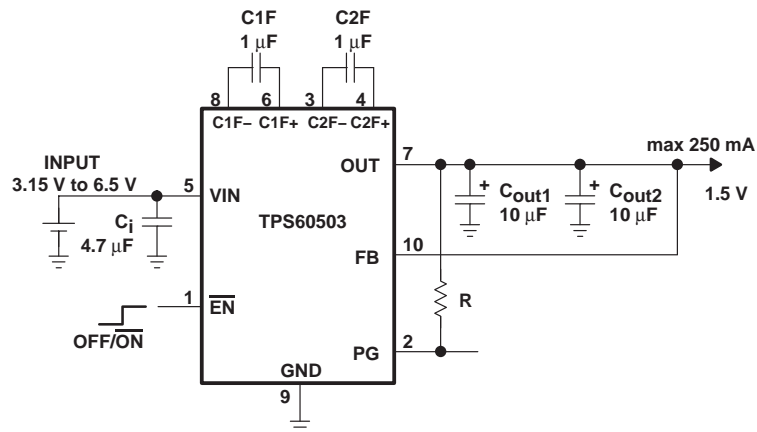 C1F
1 μF
C2F
1 μF
8
6
3
4
C1F−
C1F+
C2F−
C2F+
INPUT
3.15 V to 6.5 V
5
VIN
Ci
4.7 μF
TPS60503
OUT
7
max 250 mA
1.5 V
Cout1
10 μF
Cout2
10 μF
FB
10
R
1
EN
OFF/ON
PG
2
GND
9